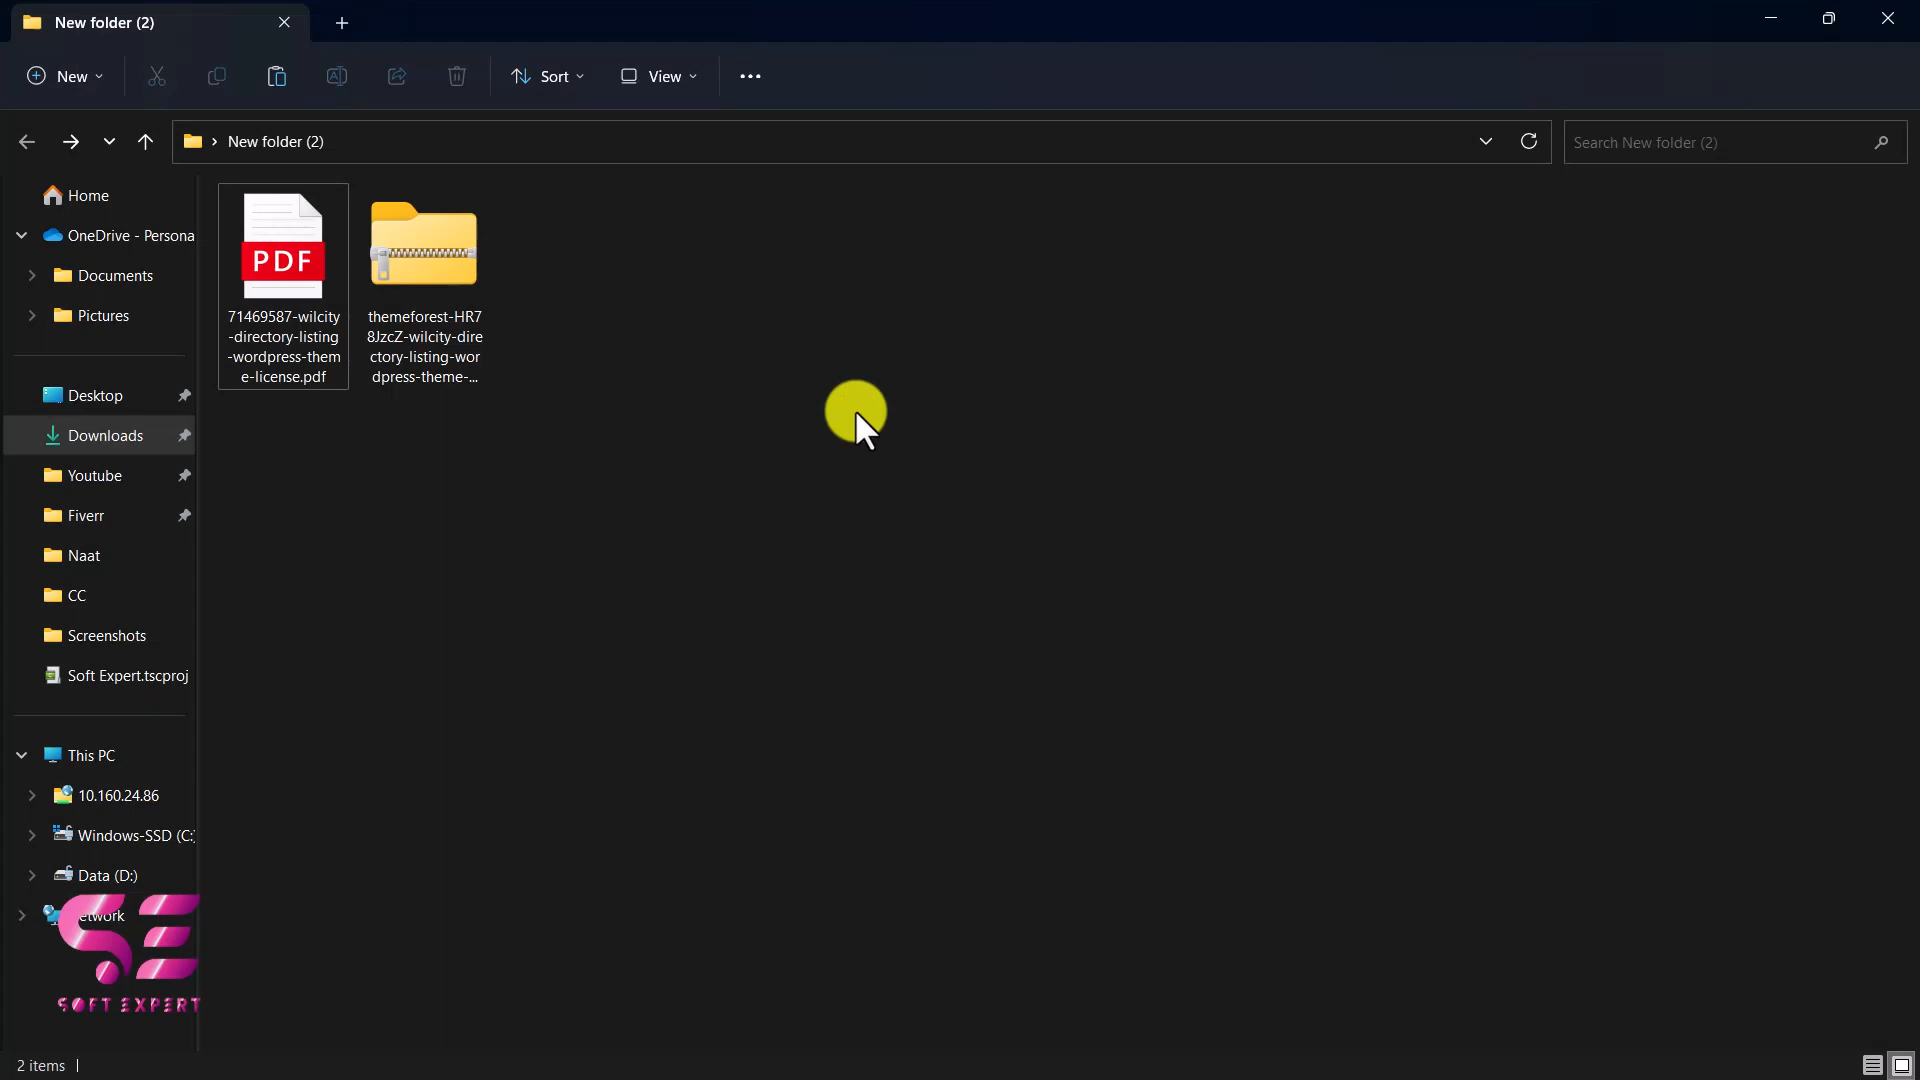 New folder (2)
New
Sort
View
New folder (2)
Search New folder (2)
Home
OneDrive - Persona
Documents
Pictures
Desktop
Downloads
Youtube
Fiverr
Naat
CC
Screenshots
Soft Expert.tscproj
This PC
10.160.24.86
Windows-SSD (C:)
Data (D:)
etwork
PDF
71469587-wilcity
-directory-listing
-wordpress-them
e-license.pdf
themeforest-HR7
8JzcZ-wilcity-dire
ctory-listing-wor
dpress-theme-...
SE
SOFT EXPERT
2 items